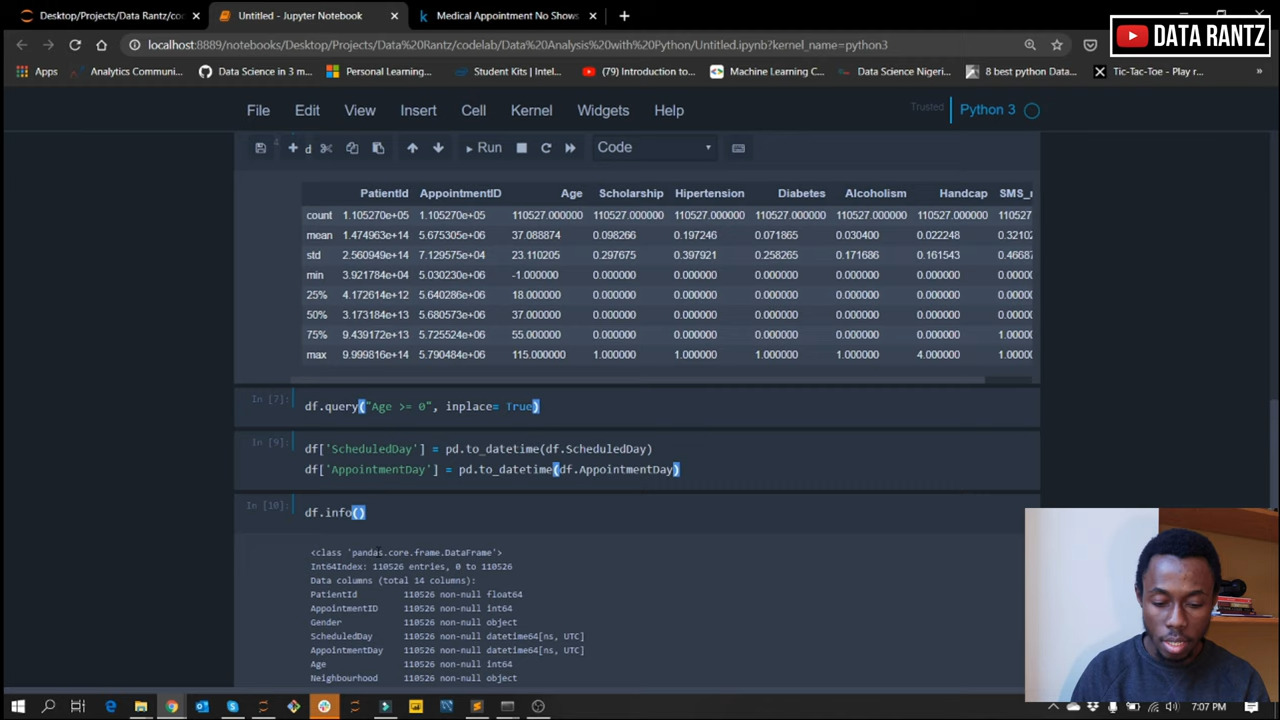 Desktop/Projects/Data Rantz/co
Untitled - Jupyter Notebook
Medical Appointment No Shows
DATA RANTZ
localhost:8889/notebooks/Desktop/Projects/Data%20Rantz/codelab/Data%20Analysis%20with%20Python/Untitled.ipynb?kernel_name=python3
Apps
Analytics Communi...
Data Science in 3 m...
Personal Learning...
Student Kits | Intel...
(79) Introduction to...
Machine Learning C...
Data Science Nigeri...
8 best python Data...
Tic-Tac-Toe - Play r...
»
File Edit View Insert Cell Kernel Widgets Help
Trusted
Python 3
d
Run
Code
PatientId AppointmentID Age Scholarship Hipertension Diabetes Alcoholism Handcap SMS_r
count 1.105270e+05 1.105270e+05 110527.000000 110527.000000 110527.000000 110527.000000 110527.000000 110527.000000 110527
mean 1.474963e+14 5.675305e+06 37.088874 0.098266 0.197246 0.071865 0.030400 0.022248 0.32102
std 2.560949e+14 7.129575e+04 23.110205 0.297675 0.397921 0.258265 0.171686 0.161543 0.46687
min 3.921784e+04 5.030230e+06 -1.000000 0.000000 0.000000 0.000000 0.000000 0.000000 0.0000
25% 4.172614e+12 5.640286e+06 18.000000 0.000000 0.000000 0.000000 0.000000 0.000000 0.0000
50% 3.173184e+13 5.680573e+06 37.000000 0.000000 0.000000 0.000000 0.000000 0.000000 0.0000
75% 9.439172e+13 5.725524e+06 55.000000 0.000000 0.000000 0.000000 0.000000 0.000000 1.0000
max 9.999816e+14 5.790484e+06 115.000000 1.000000 1.000000 1.000000 1.000000 4.000000 1.0000
In [7]:
df.query("Age >= 0", inplace= True)
In [9]:
df['ScheduledDay'] = pd.to_datetime(df.ScheduledDay)
df['AppointmentDay'] = pd.to_datetime(df.AppointmentDay)
In [10]:
df.info()
<class 'pandas.core.frame.DataFrame'>
Int64Index: 110526 entries, 0 to 110526
Data columns (total 14 columns):
PatientId 110526 non-null float64
AppointmentID 110526 non-null int64
Gender 110526 non-null object
ScheduledDay 110526 non-null datetime64[ns, UTC]
AppointmentDay 110526 non-null datetime64[ns, UTC]
Age 110526 non-null int64
Neighbourhood 110526 non-null object
7:07 PM